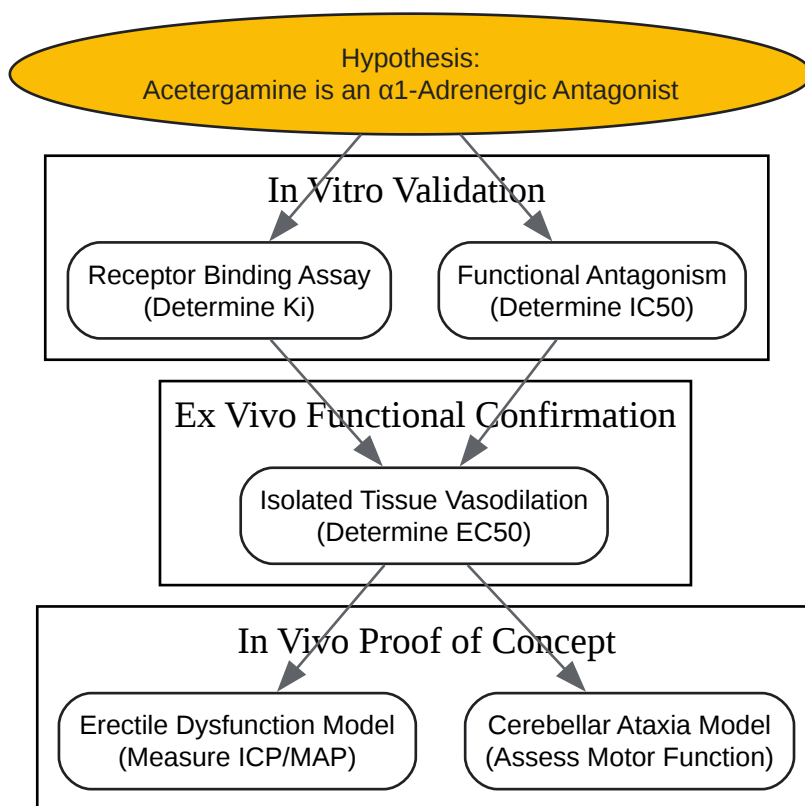 Hypothesis:
Acetergamine is an α1-Adrenergic Antagonist
In Vitro Validation
Receptor Binding Assay
(Determine Ki)
Functional Antagonism
(Determine IC50)
Ex Vivo Functional Confirmation
Isolated Tissue Vasodilation
(Determine EC50)
In Vivo Proof of Concept
Erectile Dysfunction Model
(Measure ICP/MAP)
Cerebellar Ataxia Model
(Assess Motor Function)